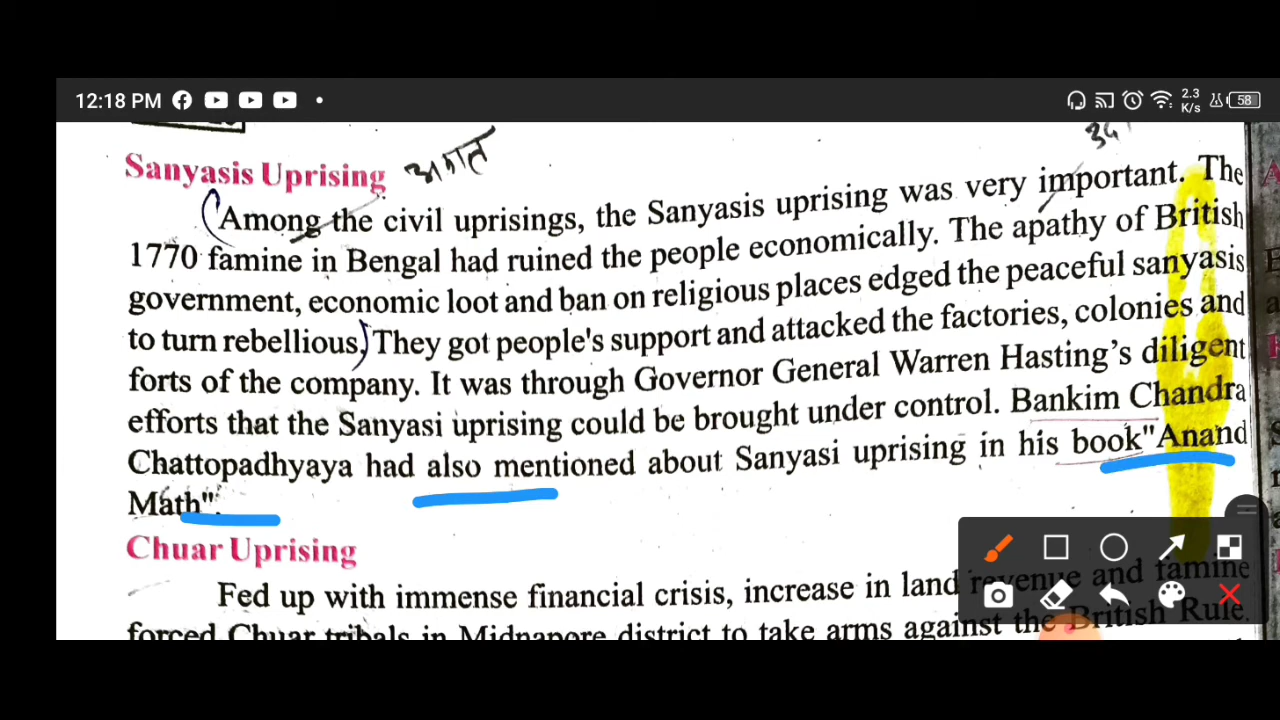 12:18 PM
2.3 K/s 58
Sanyasis Uprising अगत
Among the civil uprisings, the Sanyasis uprising was very important. The
1770 famine in Bengal had ruined the people economically. The apathy of British
government, economic loot and ban on religious places edged the peaceful sanyasis
to turn rebellious. They got people's support and attacked the factories, colonies and
forts of the company. It was through Governor General Warren Hasting's diligent
efforts that the Sanyasi uprising could be brought under control. Bankim Chandra
Chattopadhyaya had also mentioned about Sanyasi uprising in his book"Anand
Math".
Chuar Uprising
Fed up with immense financial crisis, increase in land revenue and famine
forced Chuar tribals in Midnapore district to take arms against the British Rule.